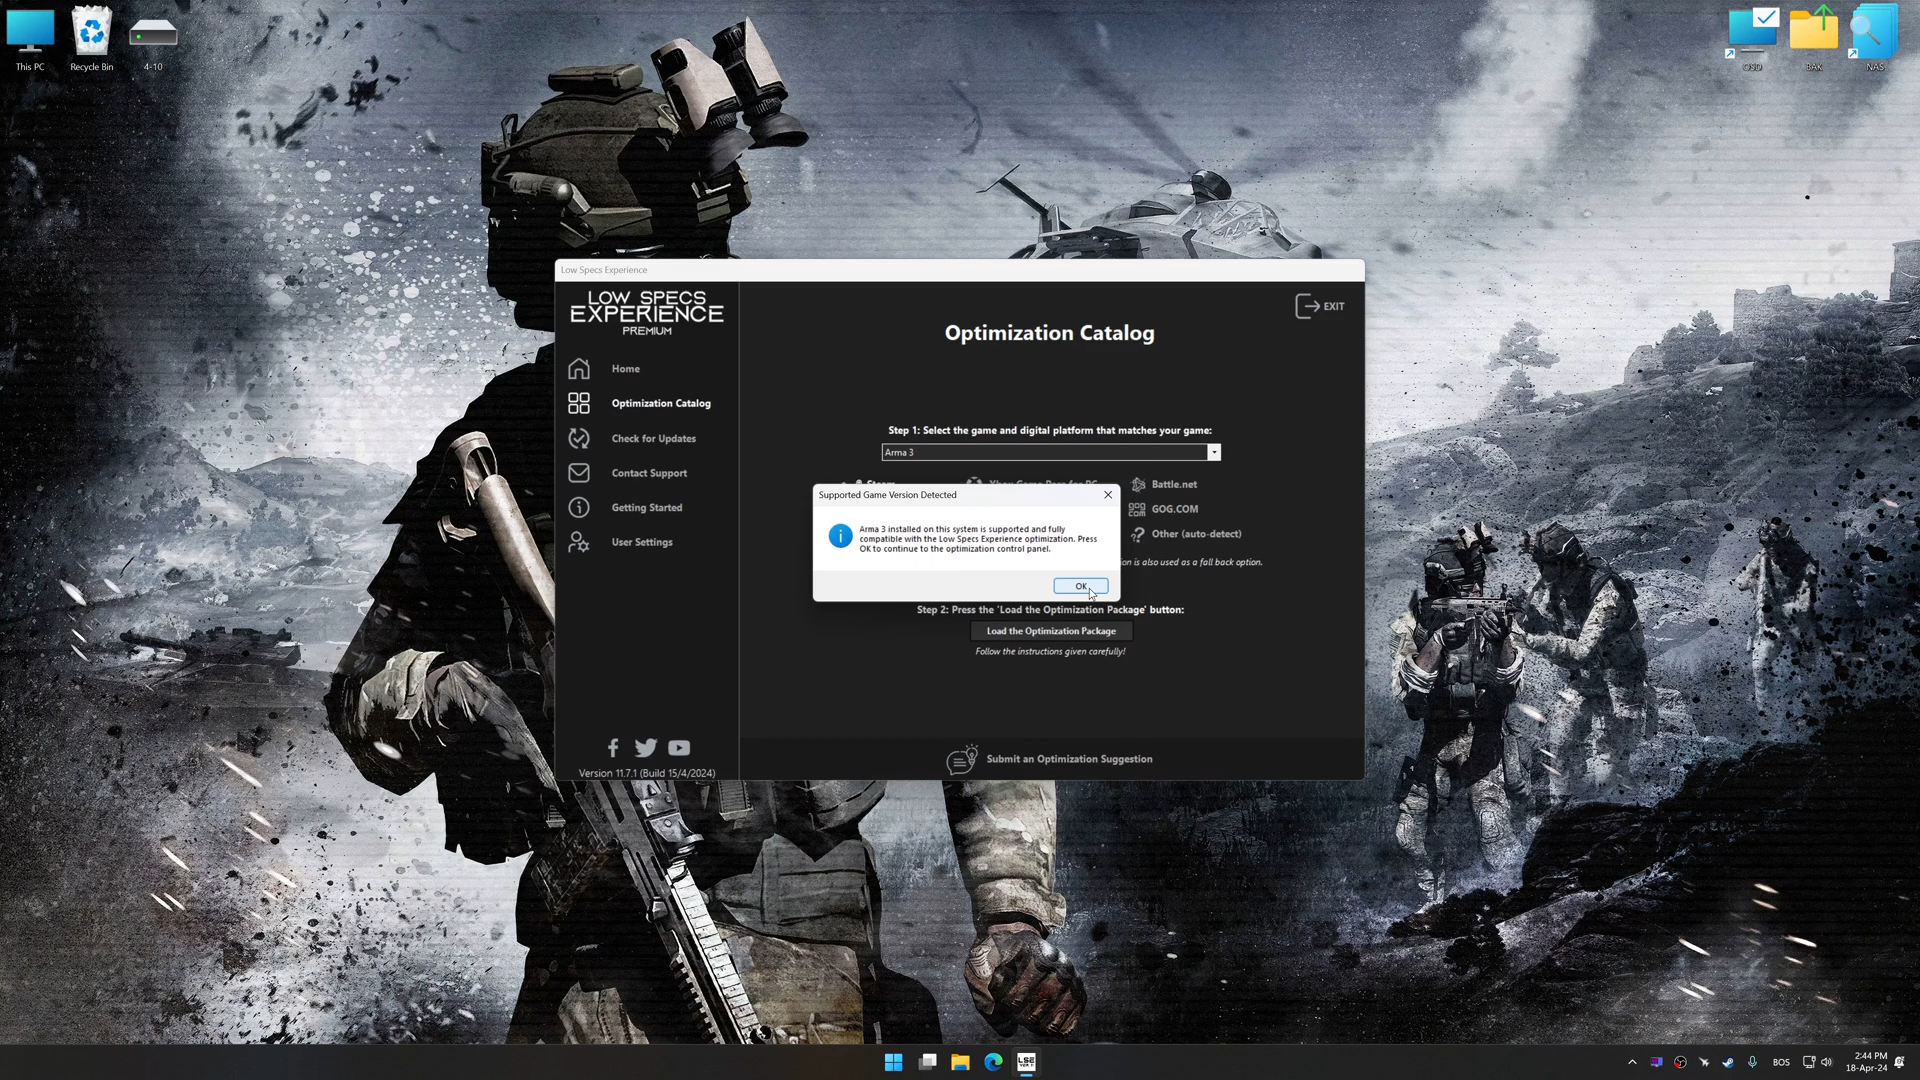 This PC
Recycle Bin
4-10
OSD
BAK
NAS
Low Specs Experience
LOW SPECS
EXPERIENCE
PREMIUM
EXIT
Optimization Catalog
Home
Optimization Catalog
Check for Updates
Contact Support
Getting Started
User Settings
Step 1: Select the game and digital platform that matches your game:
Arma 3
Battle.net
GOG.COM
Other (auto-detect)
ion is also used as a fall back option.
Supported Game Version Detected
Arma 3 installed on this system is supported and fully
compatible with the Low Specs Experience optimization. Press
OK to continue to the optimization control panel.
OK
Step 2: Press the 'Load the Optimization Package' button:
Load the Optimization Package
Follow the instructions given carefully!
Submit an Optimization Suggestion
Version 11.7.1 (Build 15/4/2024)
BOS
2:44 PM
18-Apr-24